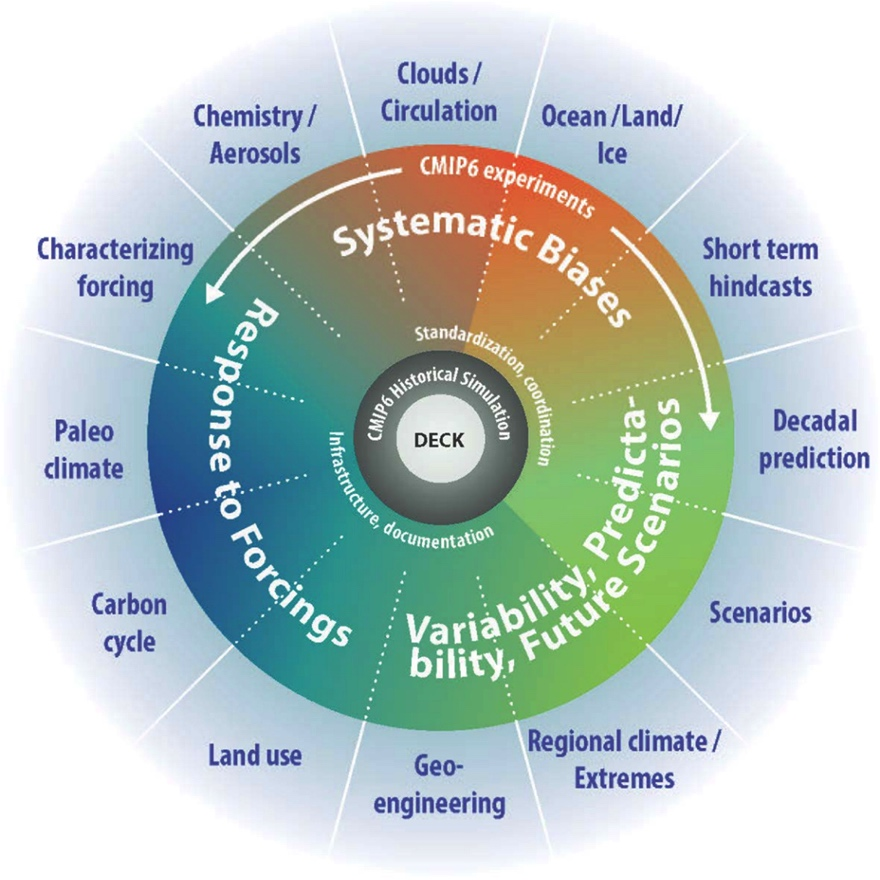 Clouds /
Circulation
Ocean /Land/
Ice
Short term
hindcasts
Decadal
prediction
Scenarios
Regional climate /
Extremes
Geo-
engineering
Land use
Carbon
cycle
Paleo
climate
Characterizing
forcing
Chemistry /
Aerosols
CMIP6 experiments
Systematic Biases
Variability, Predicta-
bility, Future Scenarios
Response to Forcings
Standardization, coordination
Infrastructure, documentation
CMIP6 Historical Simulation
DECK